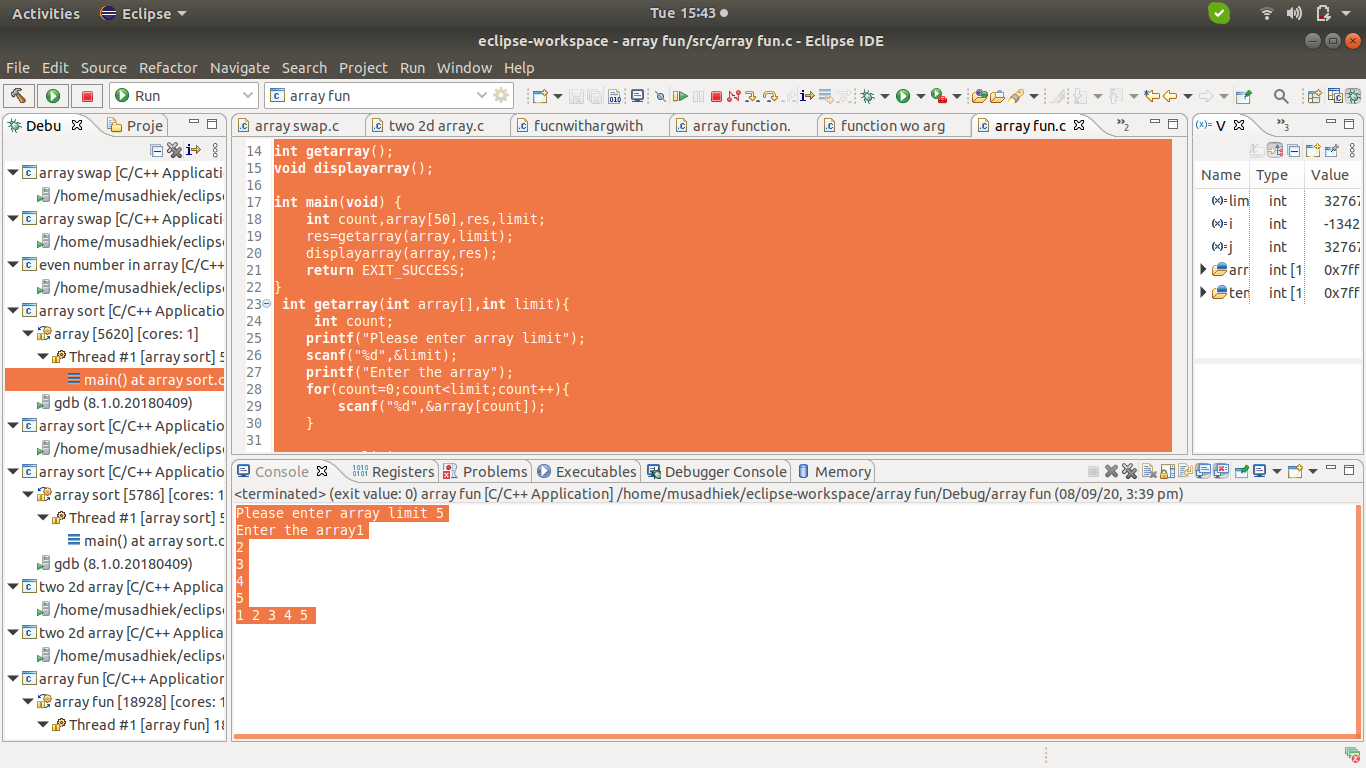 Activities Eclipse Tue 15:43
eclipse-workspace - array fun/src/array fun.c - Eclipse IDE
File Edit Source Refactor Navigate Search Project Run Window Help
Run array fun
Debu Proje
array swap [C/C++ Applicati
/home/musadhiek/eclipse
array swap [C/C++ Applicati
/home/musadhiek/eclipse
even number in array [C/C++
/home/musadhiek/eclipse
array sort [C/C++ Applicatio
array [5620] [cores: 1]
Thread #1 [array sort] 5
main() at array sort.c
gdb (8.1.0.20180409)
array sort [C/C++ Applicatio
/home/musadhiek/eclipse
array sort [C/C++ Applicatio
array sort [5786] [cores: 1
Thread #1 [array sort] 5
main() at array sort.c
gdb (8.1.0.20180409)
two 2d array [C/C++ Applica
/home/musadhiek/eclipse
two 2d array [C/C++ Applica
/home/musadhiek/eclipse
array fun [C/C++ Application
array fun [18928] [cores: 1
Thread #1 [array fun] 18
array swap.c two 2d array.c fucnwithargwith array function. function wo arg array fun.c »2
14 int getarray();
15 void displayarray();
16
17 int main(void) {
18 int count,array[50],res,limit;
19 res=getarray(array,limit);
20 displayarray(array,res);
21 return EXIT_SUCCESS;
22 }
23 int getarray(int array[],int limit){
24 int count;
25 printf("Please enter array limit");
26 scanf("%d",&limit);
27 printf("Enter the array");
28 for(count=0;count<limit;count++){
29 scanf("%d",&array[count]);
30 }
31
(x)= V »3
Name Type Value
(x)= lim int 32767
(x)= i int -1342
(x)= j int 32767
arr int [1 0x7ff
ten int [1 0x7ff
Console Registers Problems Executables Debugger Console Memory
<terminated> (exit value: 0) array fun [C/C++ Application] /home/musadhiek/eclipse-workspace/array fun/Debug/array fun (08/09/20, 3:39 pm)
Please enter array limit 5
Enter the array1
2
3
4
5
1 2 3 4 5